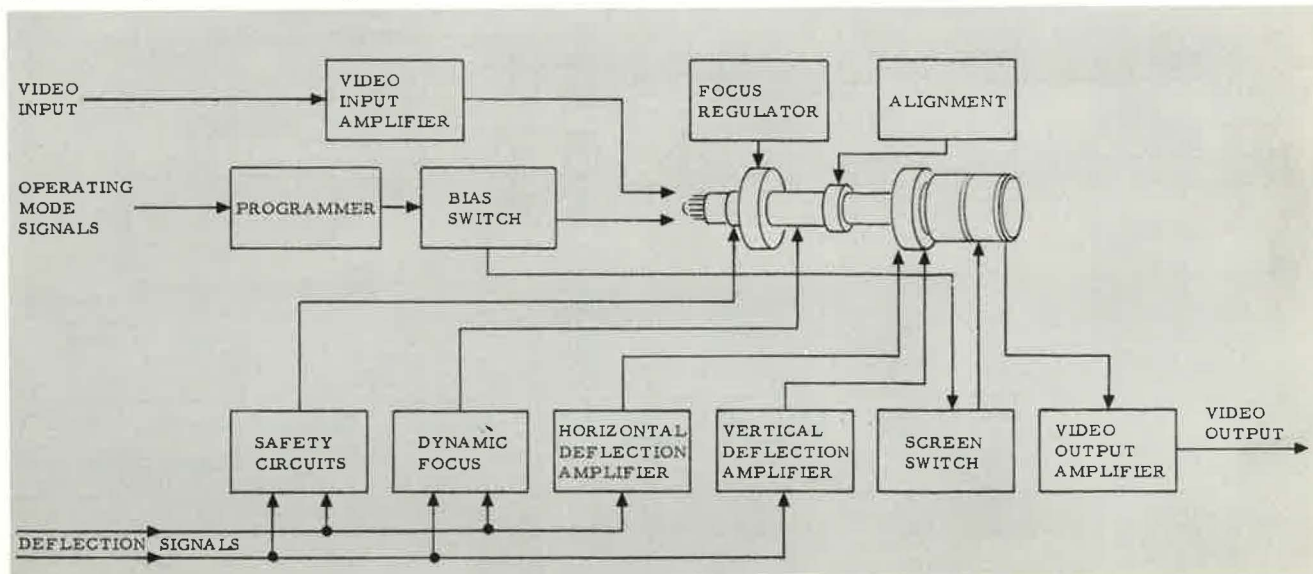 VIDEO
INPUT
VIDEO
INPUT
AMPLIFIER
FOCUS
REGULATOR
ALIGNMENT
OPERATING
MODE
SIGNALS
PROGRAMMER
BIAS
SWITCH
SAFETY
CIRCUITS
DYNAMIC
FOCUS
HORIZONTAL
DEFLECTION
AMPLIFIER
VERTICAL
DEFLECTION
AMPLIFIER
SCREEN
SWITCH
VIDEO
OUTPUT
AMPLIFIER
VIDEO
OUTPUT
DEFLECTION SIGNALS